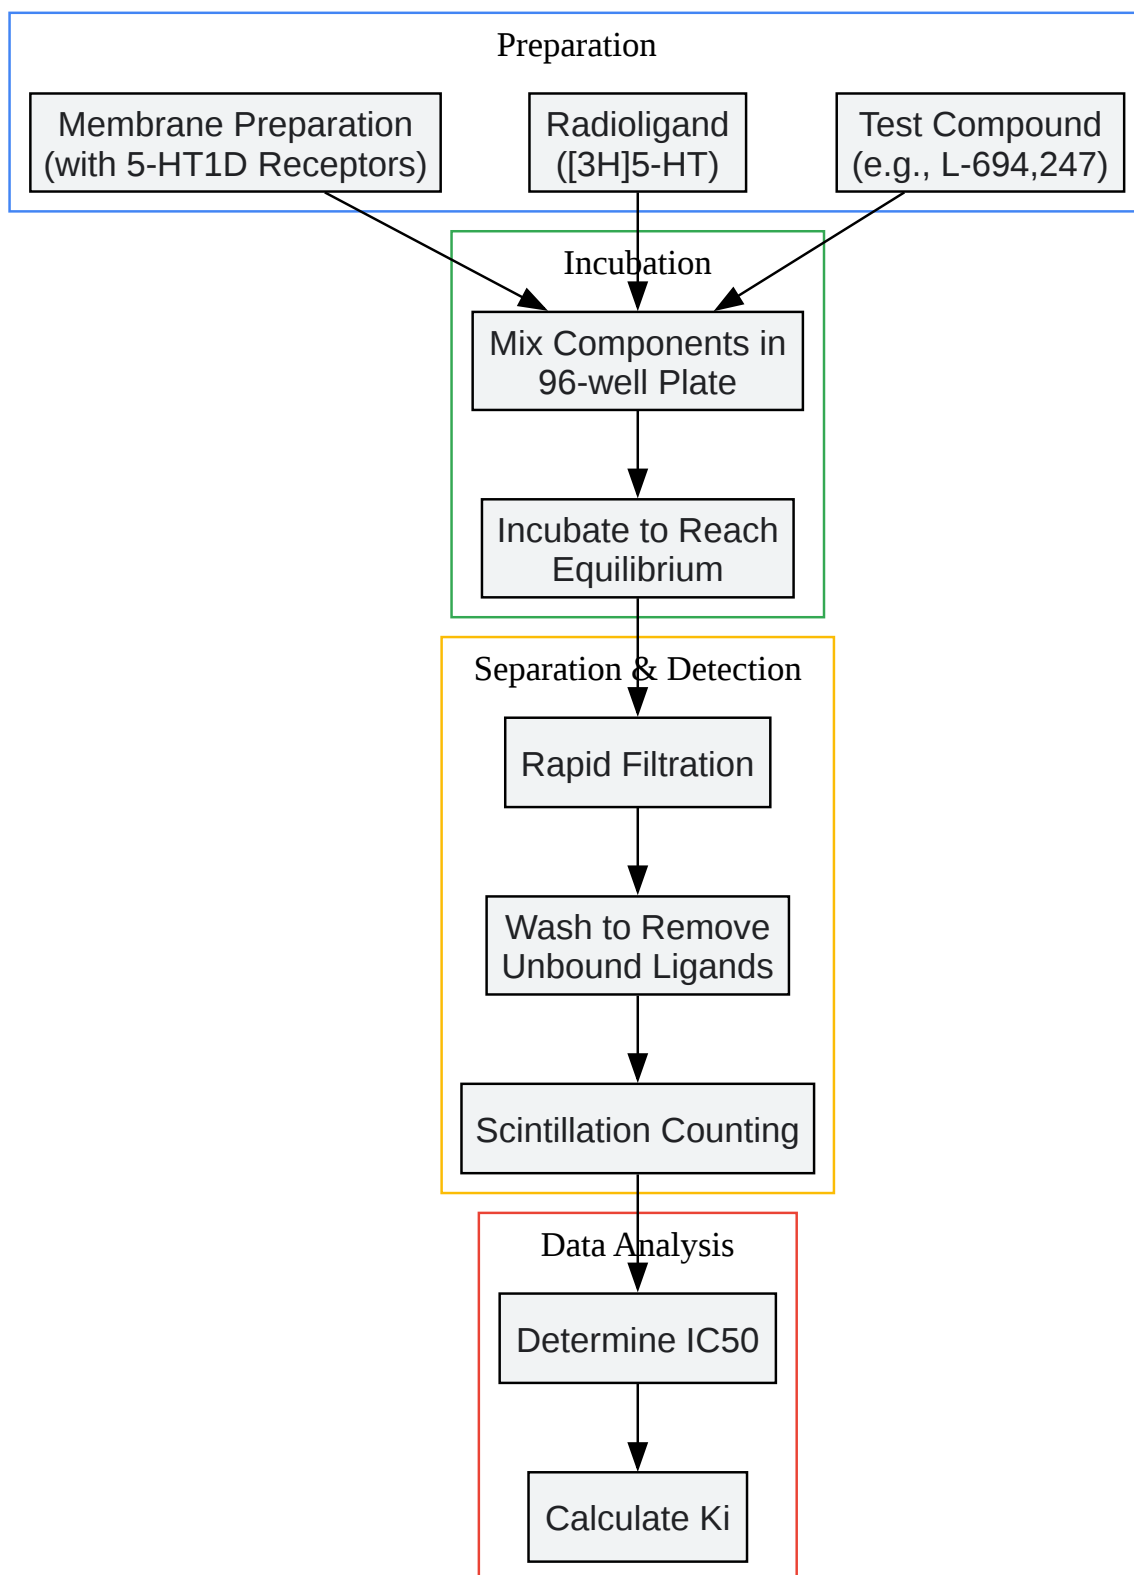 Preparation
Membrane Preparation
(with 5-HT1D Receptors)
Radioligand
([3H]5-HT)
Test Compound
(e.g., L-694,247)
Incubation
Mix Components in
96-well Plate
Incubate to Reach
Equilibrium
Separation & Detection
Rapid Filtration
Wash to Remove
Unbound Ligands
Scintillation Counting
Data Analysis
Determine IC50
Calculate Ki